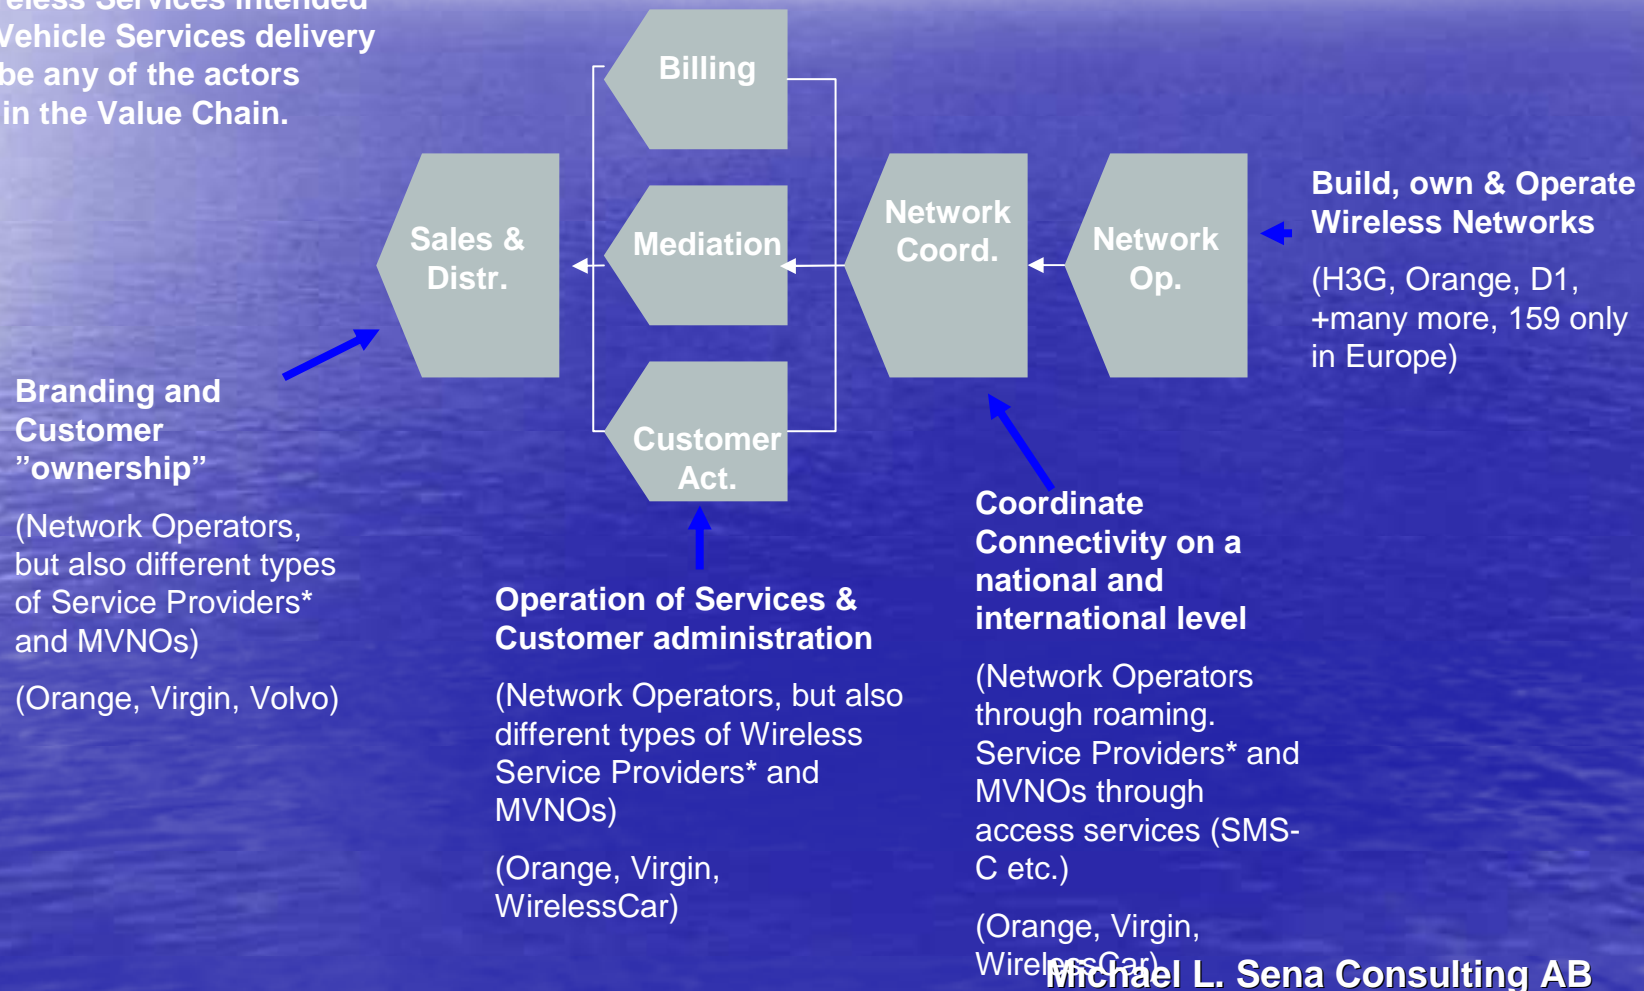 Services intended
Vehicle Services delivery
be any of the actors
in the Value Chain.
Billing
Mediation
Customer
Act.
Sales &
Distr.
Network
Coord.
Network
Op.
Build, own & Operate
Wireless Networks
(H3G, Orange, D1,
+many more, 159 only
in Europe)
Branding and
Customer
”ownership”
(Network Operators,
but also different types
of Service Providers*
and MVNOs)
(Orange, Virgin, Volvo)
Operation of Services &
Customer administration
(Network Operators, but also
different types of Wireless
Service Providers* and
MVNOs)
(Orange, Virgin,
WirelessCar)
Coordinate
Connectivity on a
national and
international level
(Network Operators
through roaming.
Service Providers* and
MVNOs through
access services (SMS-
C etc.)
(Orange, Virgin,
WirelessCar)
Michael L. Sena Consulting AB